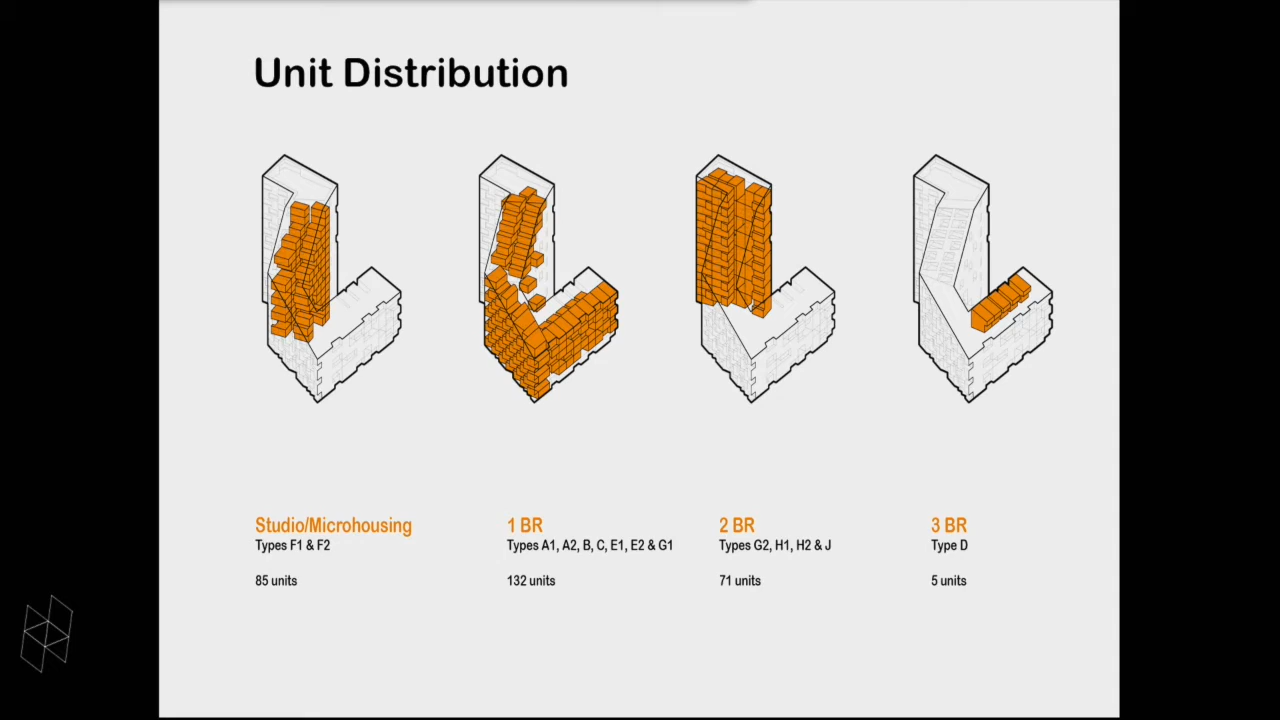 Unit Distribution
Studio/Microhousing
Types F1 & F2
85 units
1 BR
Types A1, A2, B, C, E1, E2 & G1
132 units
2 BR
Types G2, H1, H2 & J
71 units
3 BR
Type D
5 units